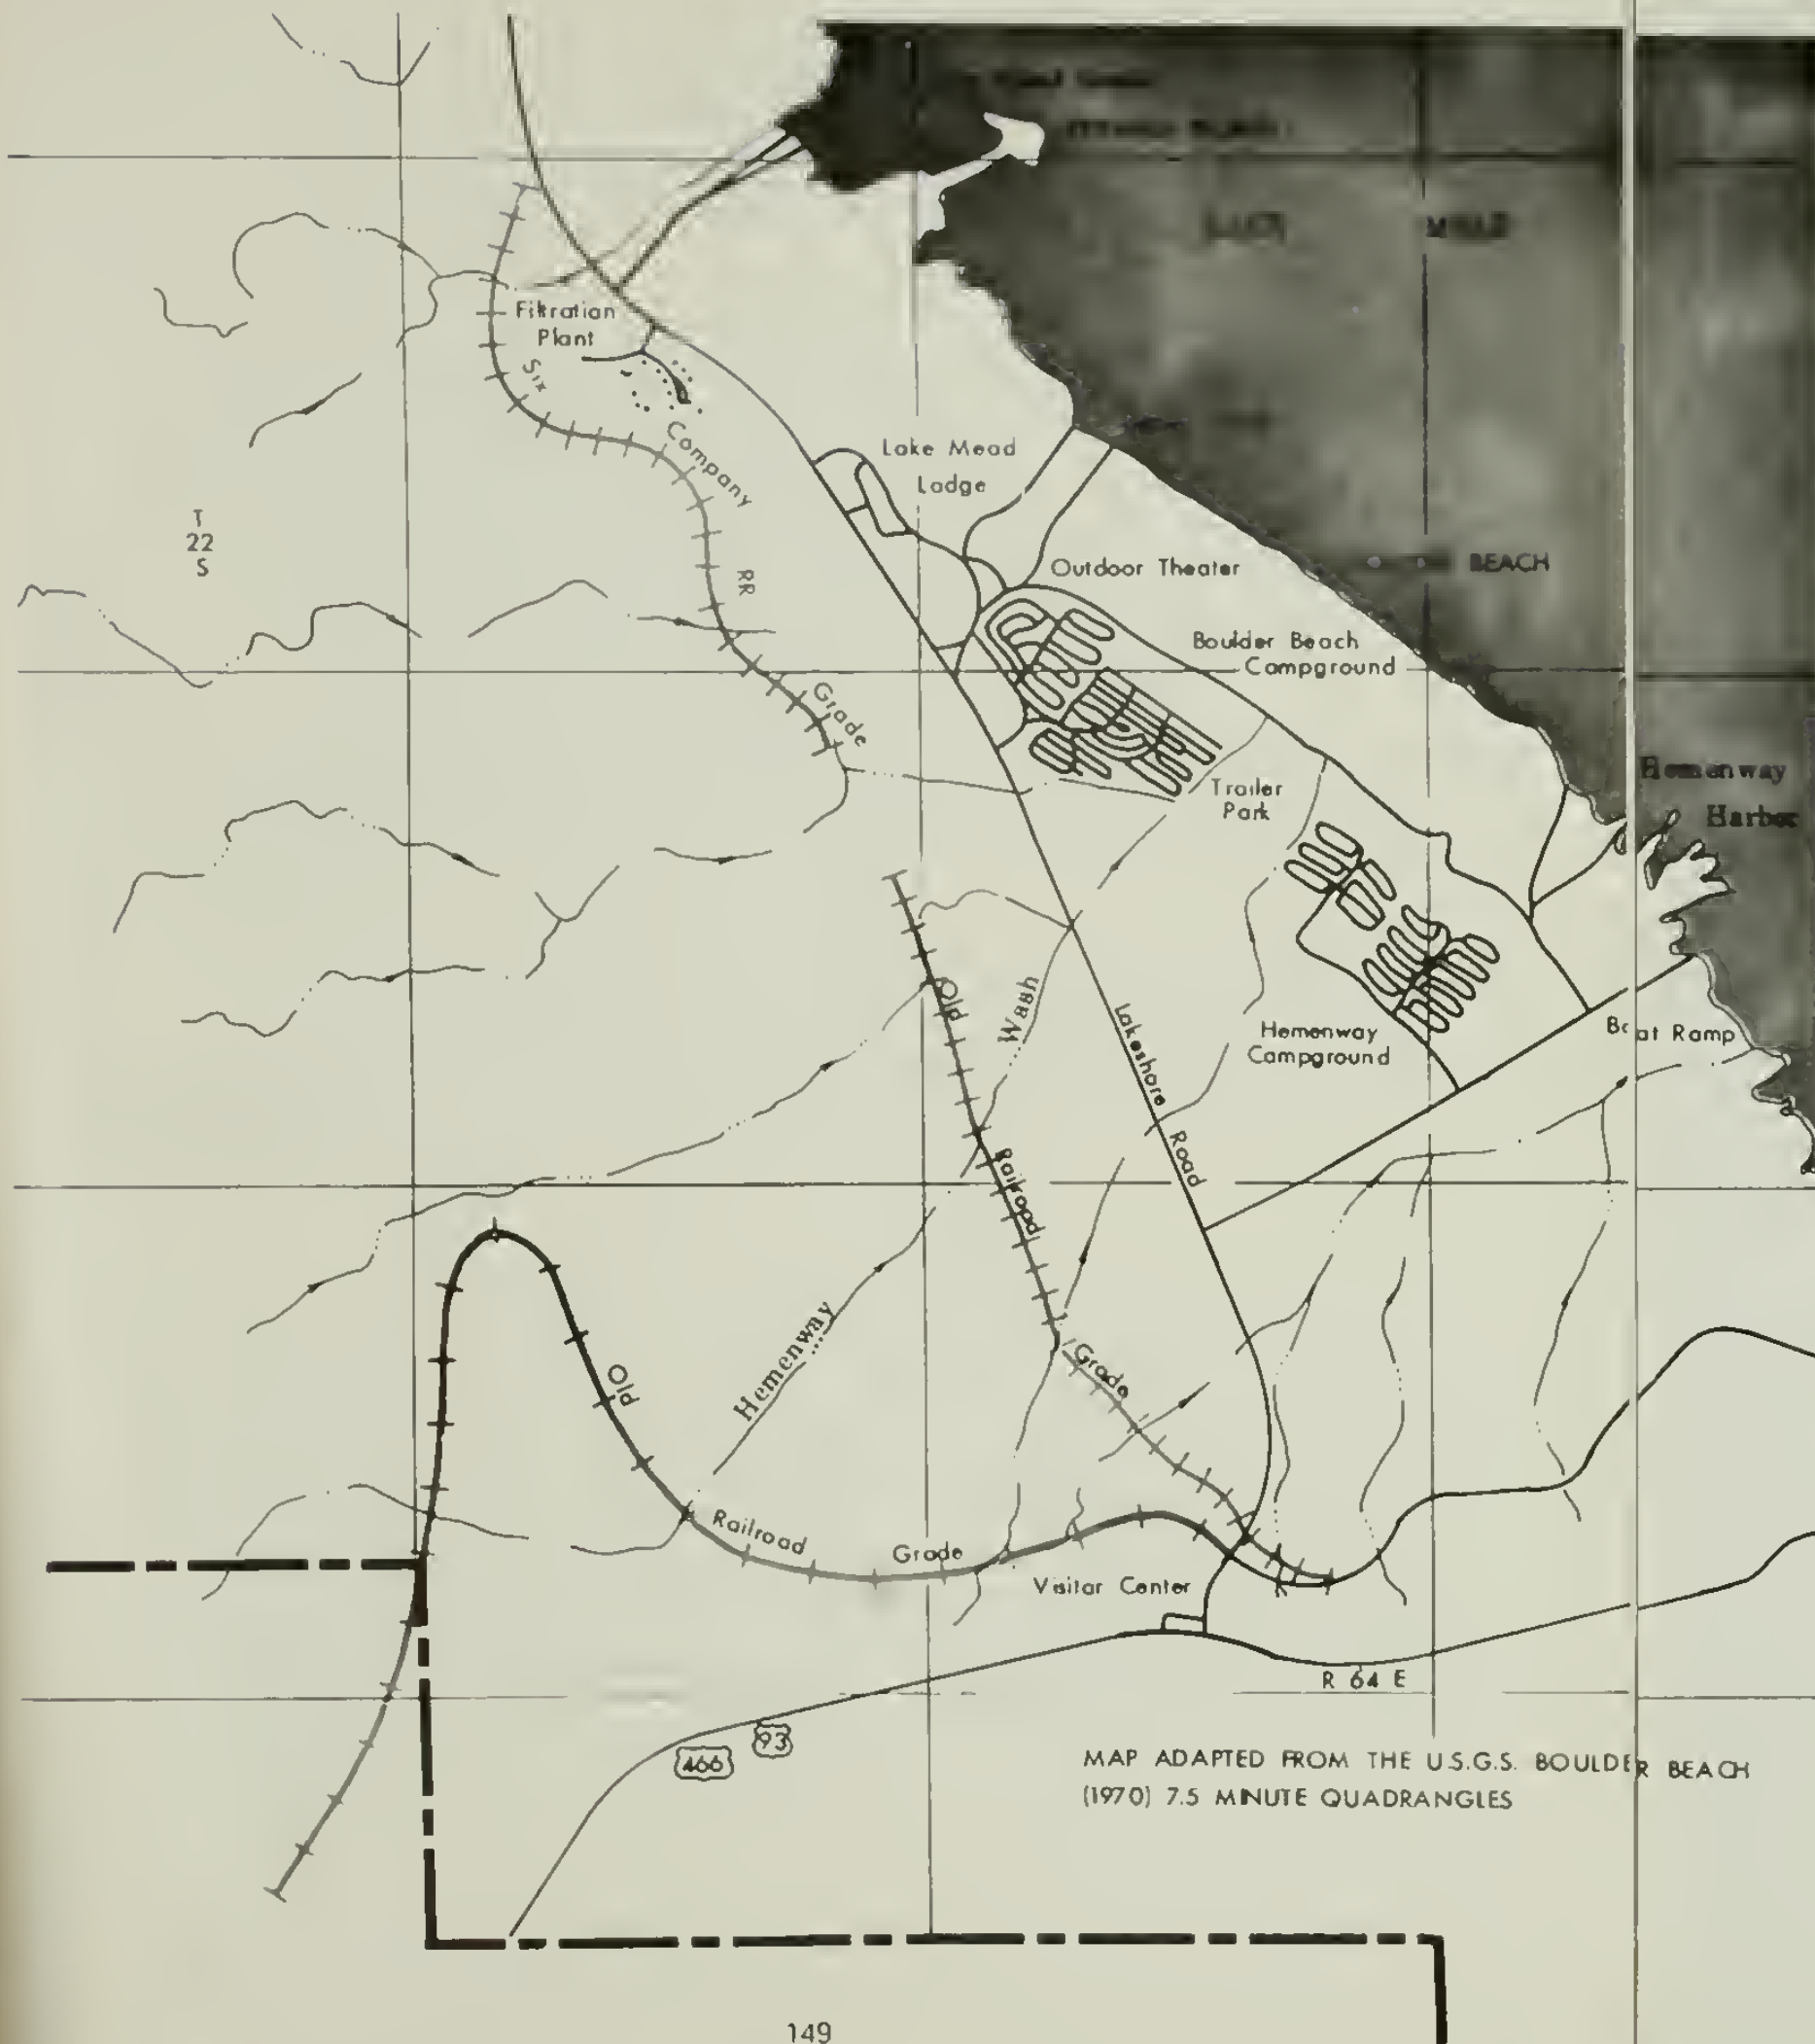 LAKE MEAD
Filtration
Plant
Six
Company
RR
Grade
Lake Mead
Lodge
T
22
S
Outdoor Theater
BEACH
Boulder Beach
Campground
Trailer
Park
Hemenway
Harbor
Old
Railroad
Grade
Wash
Lakeshore
Road
Hemenway
Campground
Boat Ramp
Hemenway
Old
Railroad
Grade
Visitor Center
R 64 E
93
466
MAP ADAPTED FROM THE U.S.G.S. BOULDER BEACH
(1970) 7.5 MINUTE QUADRANGLES
149